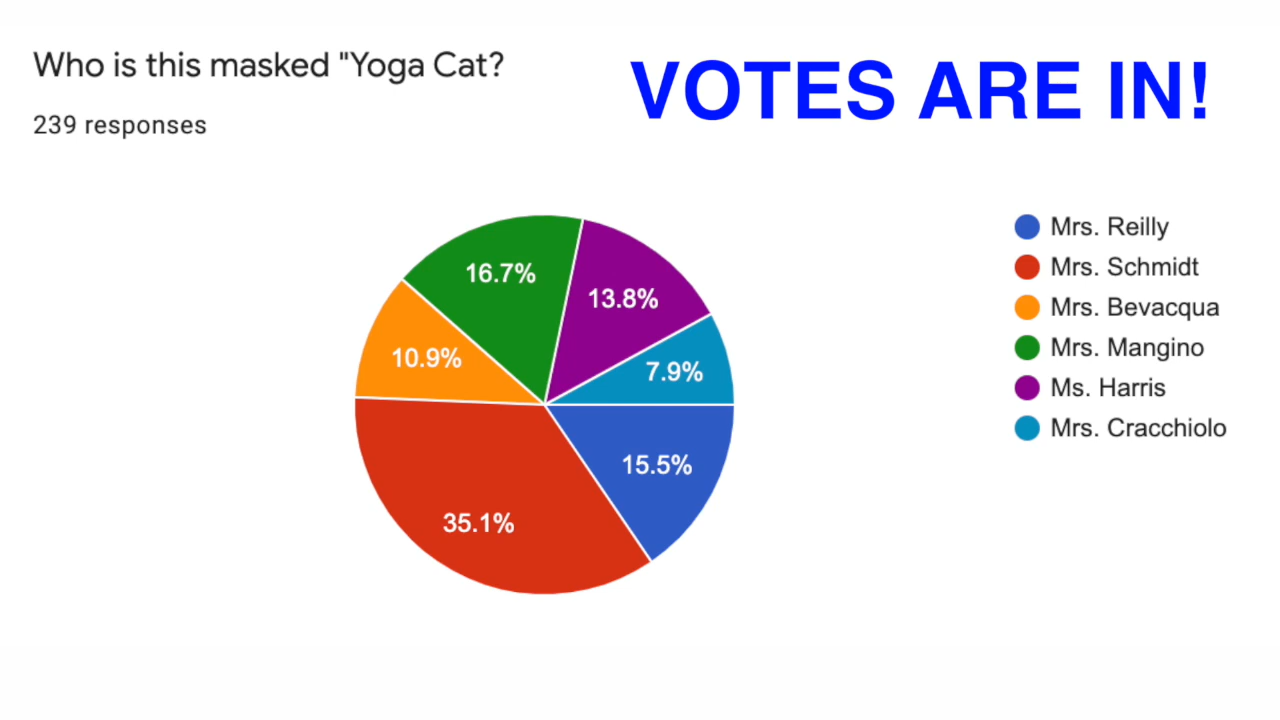 Who is this masked "Yoga Cat?
VOTES ARE IN!
239 responses
16.7%
13.8%
10.9%
7.9%
15.5%
35.1%
Mrs. Reilly
Mrs. Schmidt
Mrs. Bevacqua
Mrs. Mangino
Ms. Harris
Mrs. Cracchiolo